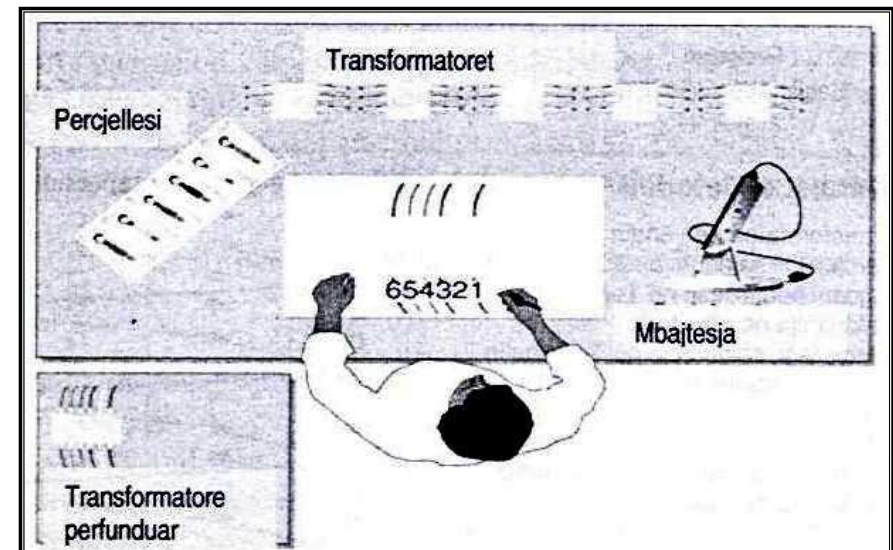 Transformatoret
Percjellesi
654321
Mbajtesja
Transformatore
perfunduar